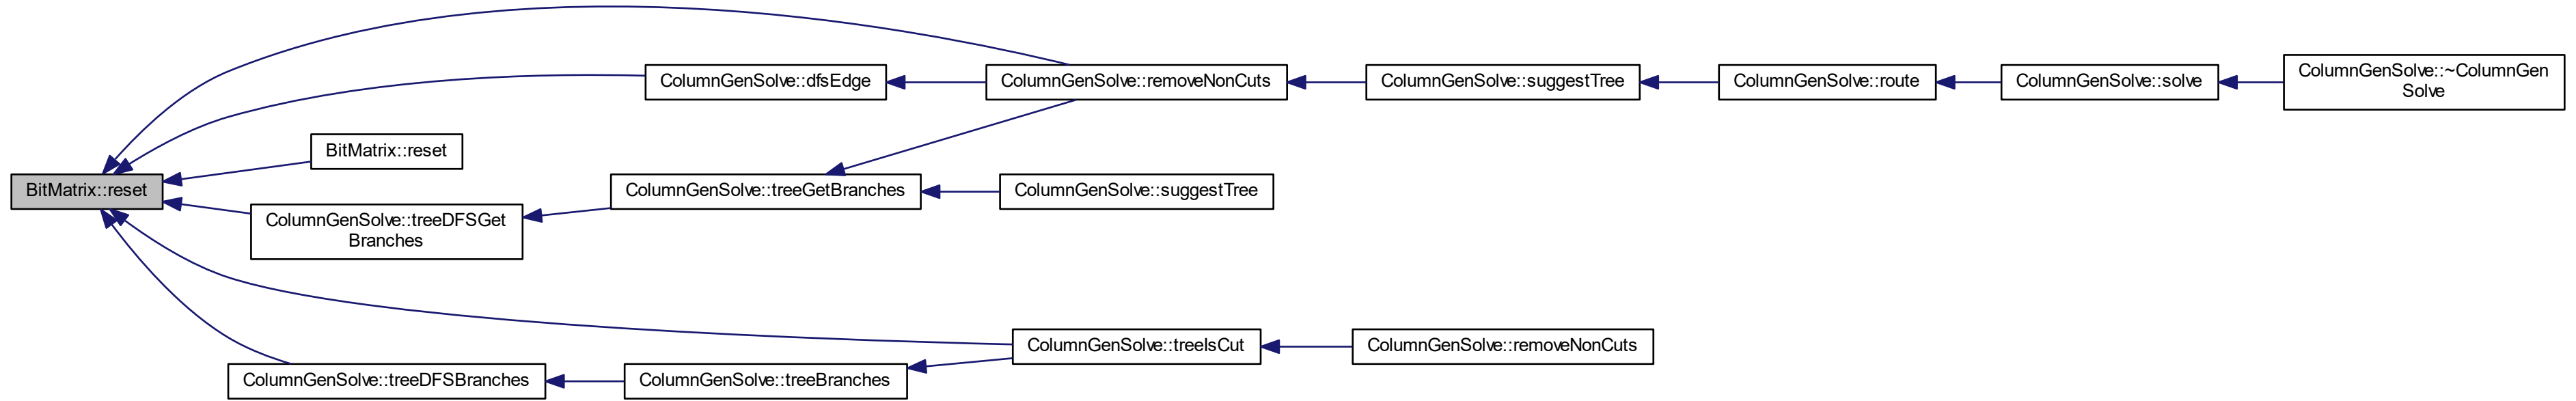 ColumnGenSolve::~ColumnGen
Solve
ColumnGenSolve::dfsEdge
ColumnGenSolve::removeNonCuts
ColumnGenSolve::suggestTree
ColumnGenSolve::route
ColumnGenSolve::solve
BitMatrix::reset
BitMatrix::reset
ColumnGenSolve::treeGetBranches
ColumnGenSolve::suggestTree
ColumnGenSolve::treeDFSGet
Branches
ColumnGenSolve::treeIsCut
ColumnGenSolve::removeNonCuts
ColumnGenSolve::treeDFSBranches
ColumnGenSolve::treeBranches